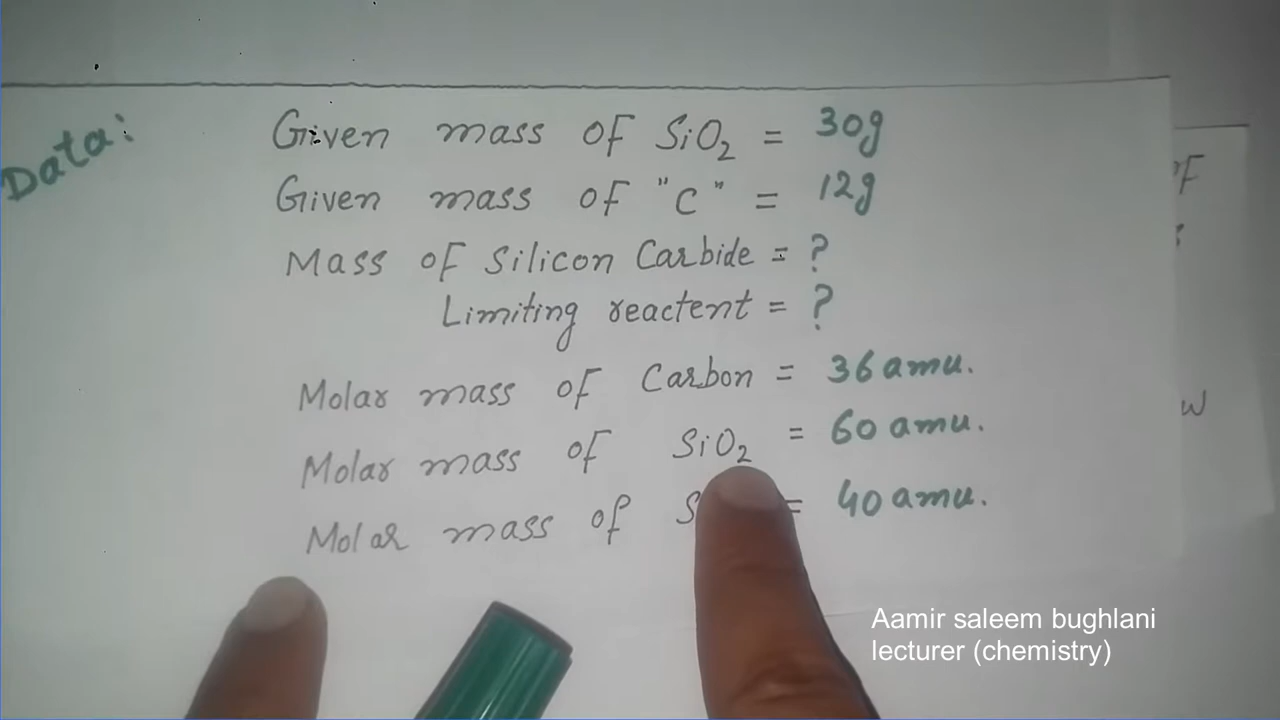 Data:
Given mass of SiO₂ = 30g
Given mass of "C" = 12g
Mass of Silicon Carbide = ?
Limiting reactent = ?
Molar mass of Carbon = 36 amu.
Molar mass of SiO₂ = 60 amu.
Molar mass of S = 40 amu.
of
w
Aamir saleem bughlani
lecturer (chemistry)